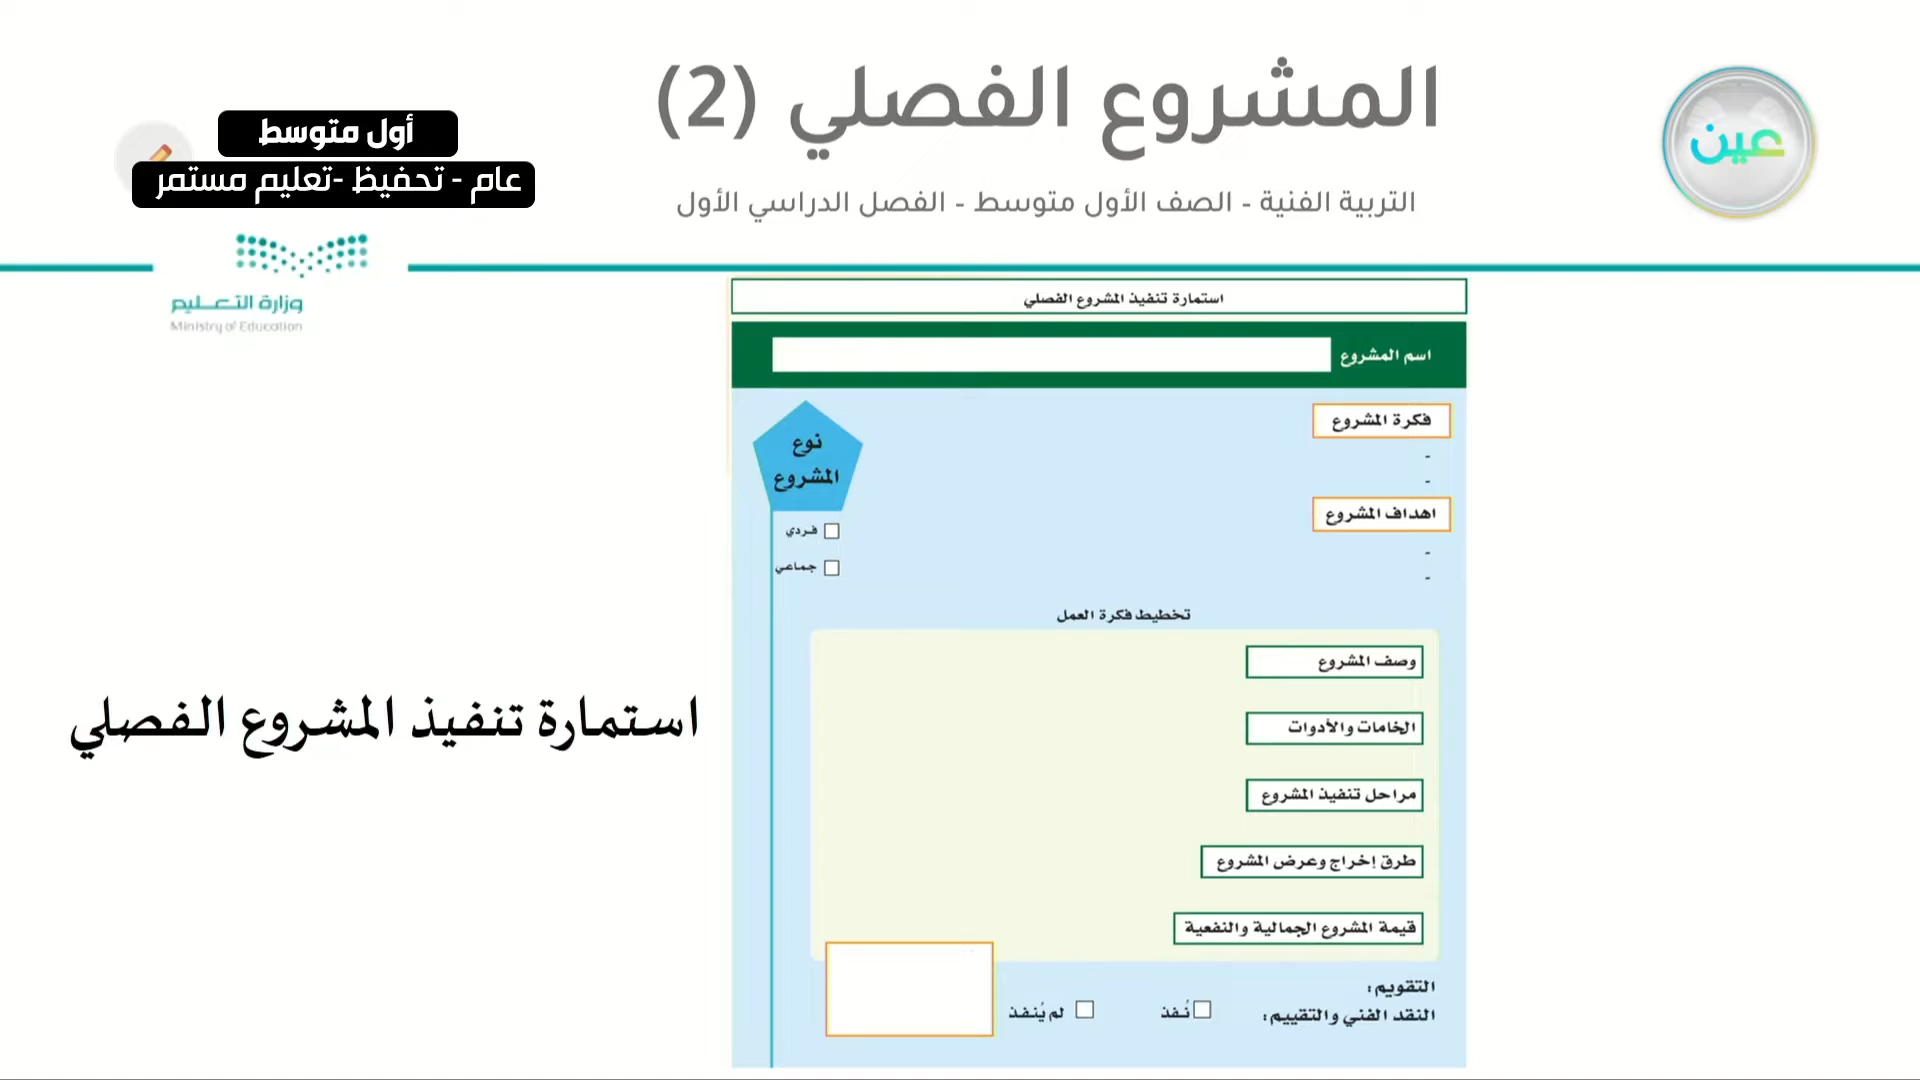 المشروع الفصلي (2)
التربية الفنية - الصف الأول متوسط - الفصل الدراسي الأول
عين
أول متوسط
عام - تحفيظ -تعليم مستمر
وزارة التعـــليم
Ministry of Education
استمارة تنفيذ المشروع الفصلي
اسم المشروع
فكرة المشروع
-
-
اهداف المشروع
-
-
نوع
المشروع
فردي
جماعي
تخطيط فكرة العمل
وصف المشروع
الخامات والأدوات
مراحل تنفيذ المشروع
طرق إخراج وعرض المشروع
قيمة المشروع الجمالية والنفعية
التقويم:
النقد الفني والتقييم: نُفذ لم يُنفذ
استمارة تنفيذ المشروع الفصلي